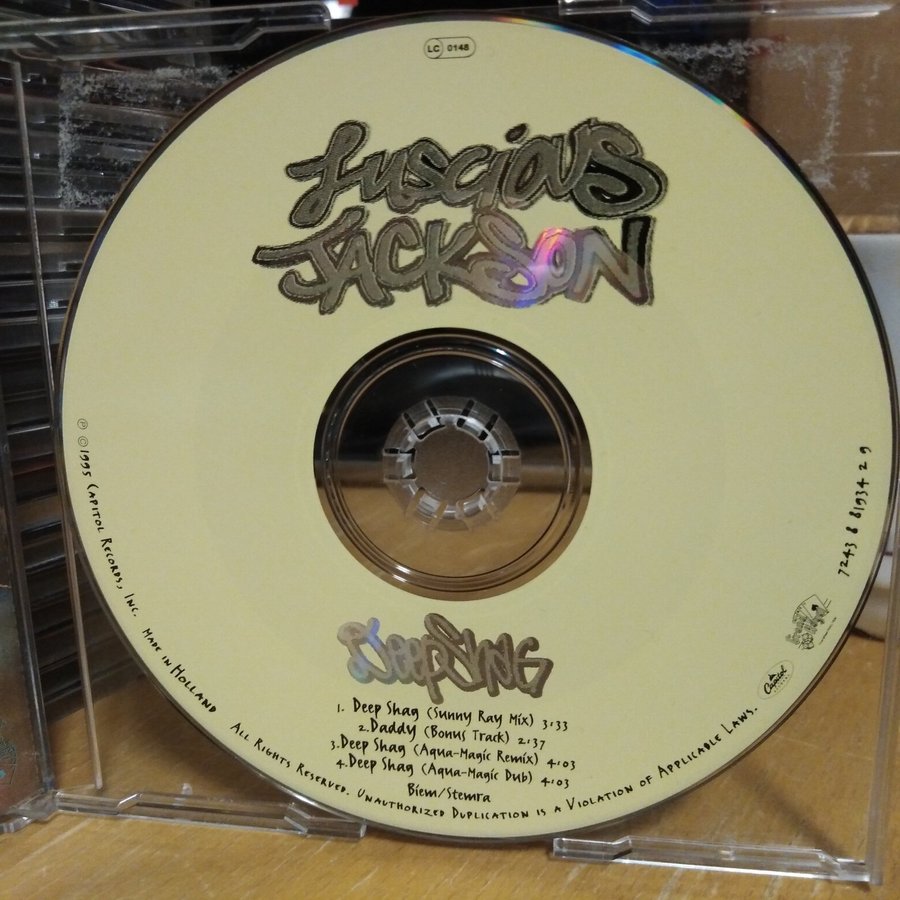 LC 0148
Luscious
Jackson
Deep Shag
1. Deep Shag (Sunny Ray Mix) 3:33
2. Daddy (Bonus Track) 2:37
3. Deep Shag (Aqua-Magic Remix) 4:03
4. Deep Shag (Aqua-Magic Dub) 4:03
Biem/Stemra
℗ ©1995 Capitol Records, Inc. Made in Holland All Rights Reserved. Unauthorized Duplication is a Violation of Applicable Laws.
Capitol
7243 8 81934 2 9